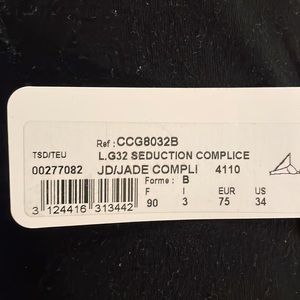 Ref : CCG8032B
TSD/TEU L.G32 SEDUCTION COMPLICE
00277082 JD/JADE COMPLI 4110
Forme : B
F I EUR US
90 3 75 34
3 124416 313442